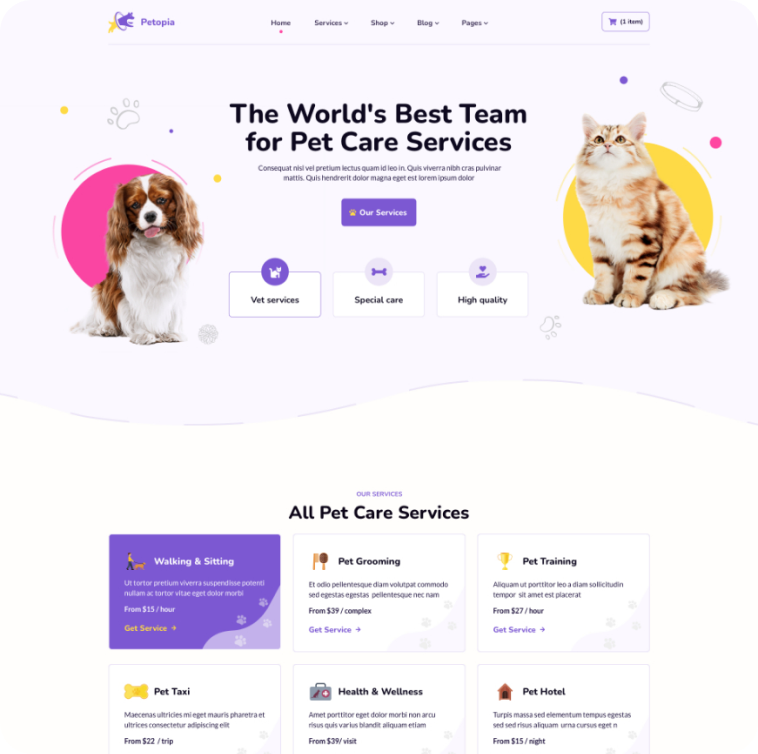 Petopia
Home Services Shop Blog Pages
(1 item)
The World's Best Team
for Pet Care Services
Consequat nisl vel pretium lectus quam id leo in. Quis viverra nibh cras pulvinar
mattis. Quis hendrerit dolor magna eget est lorem ipsum dolor
Our Services
Vet services
Special care
High quality
OUR SERVICES
All Pet Care Services
Walking & Sitting
Ut tortor pretium viverra suspendisse potenti
nullam ac tortor vitae eget dolor morbi
From $15 / hour
Get Service →
Pet Grooming
Et odio pellentesque diam volutpat commodo
sed egestas egestas pellentesque nec nam
From $39 / complex
Get Service →
Pet Training
Aliquam ut porttitor leo a diam sollicitudin
tempor sit amet est placerat
From $27 / hour
Get Service →
Pet Taxi
Maecenas ultricies mi eget mauris pharetra et
ultrices consectetur adipiscing elit
From $22 / trip
Health & Wellness
Amet porttitor eget dolor morbi non arcu
risus quis varius blandit aliquam etiam
From $39/ visit
Pet Hotel
Turpis massa sed elementum tempus egestas
sed sed risus aliquam urna cursus eget n
From $15 / night